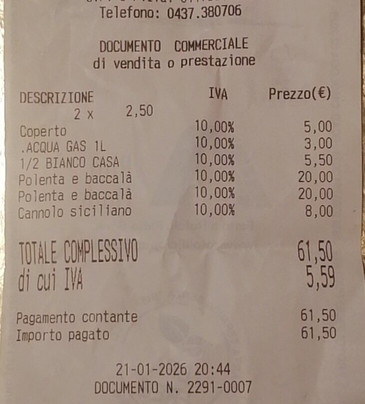 Telefono: 0437.380706
DOCUMENTO COMMERCIALE
di vendita o prestazione
DESCRIZIONE IVA Prezzo(€)
2 x 2,50
Coperto 10,00% 5,00
.ACQUA GAS 1L 10,00% 3,00
1/2 BIANCO CASA 10,00% 5,50
Polenta e baccalà 10,00% 20,00
Polenta e baccalà 10,00% 20,00
Cannolo siciliano 10,00% 8,00
TOTALE COMPLESSIVO 61,50
di cui IVA 5,59
Pagamento contante 61,50
Importo pagato 61,50
21-01-2026 20:44
DOCUMENTO N. 2291-0007